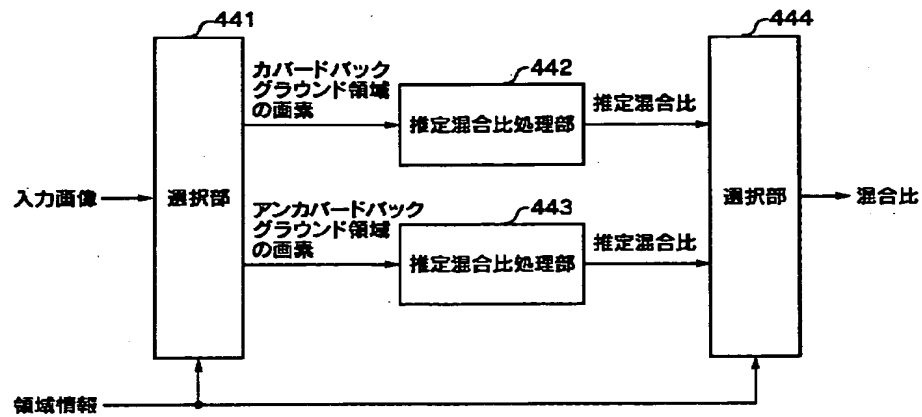 441
444
カバードバック
グラウンド領域
の画素
442
推定混合比処理部
推定混合比
入力画像
選択部
アンカバードバック
グラウンド領域
の画素
443
推定混合比処理部
推定混合比
選択部
混合比
領域情報